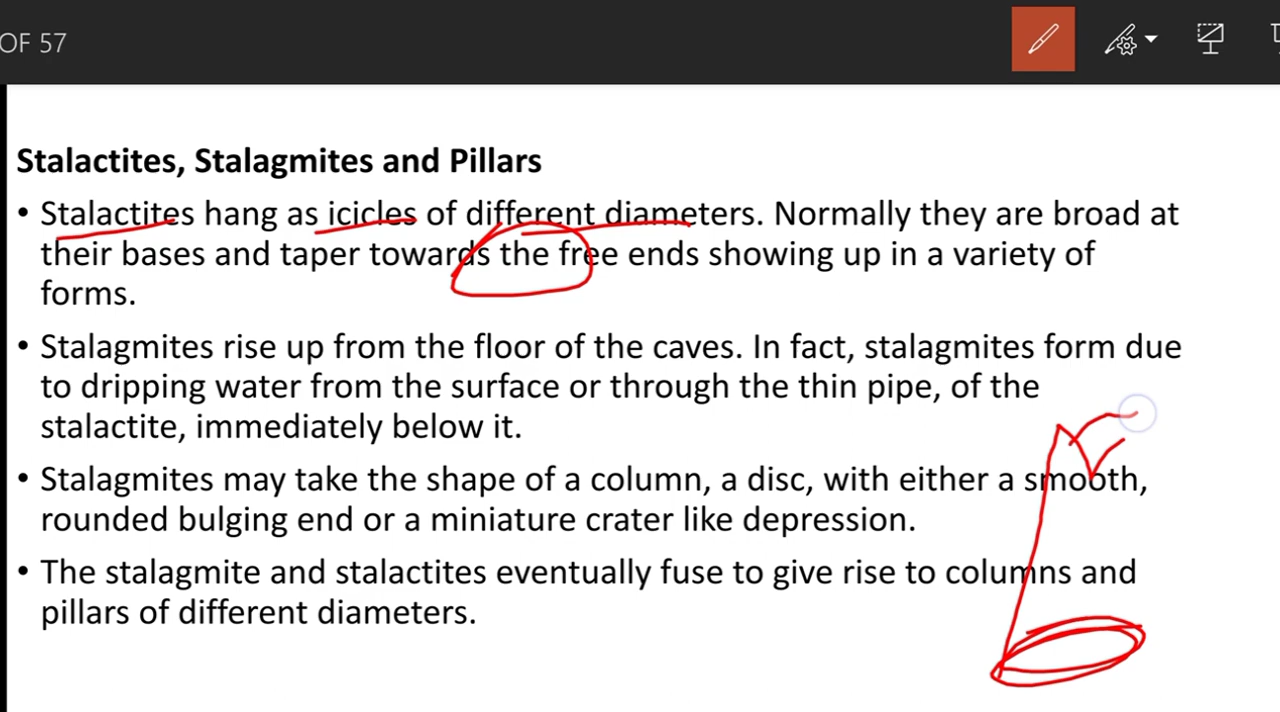 OF 57
Stalactites, Stalagmites and Pillars
• Stalactites hang as icicles of different diameters. Normally they are broad at
their bases and taper towards the free ends showing up in a variety of
forms.
• Stalagmites rise up from the floor of the caves. In fact, stalagmites form due
to dripping water from the surface or through the thin pipe, of the
stalactite, immediately below it.
• Stalagmites may take the shape of a column, a disc, with either a smooth,
rounded bulging end or a miniature crater like depression.
• The stalagmite and stalactites eventually fuse to give rise to columns and
pillars of different diameters.